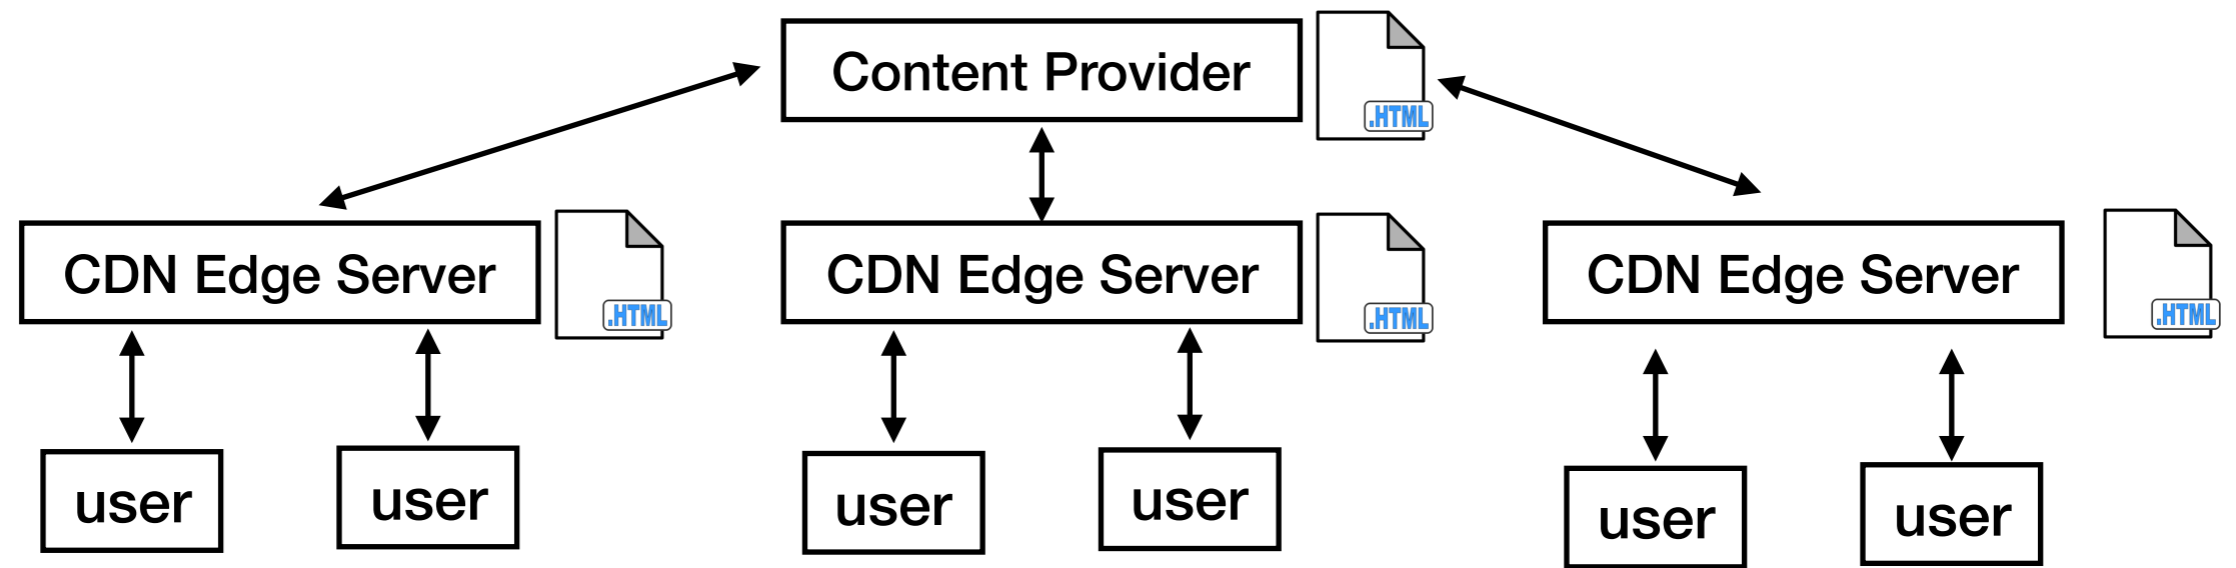 Content Provider
.HTML
CDN Edge Server
.HTML
CDN Edge Server
.HTML
CDN Edge Server
.HTML
user
user
user
user
user
user